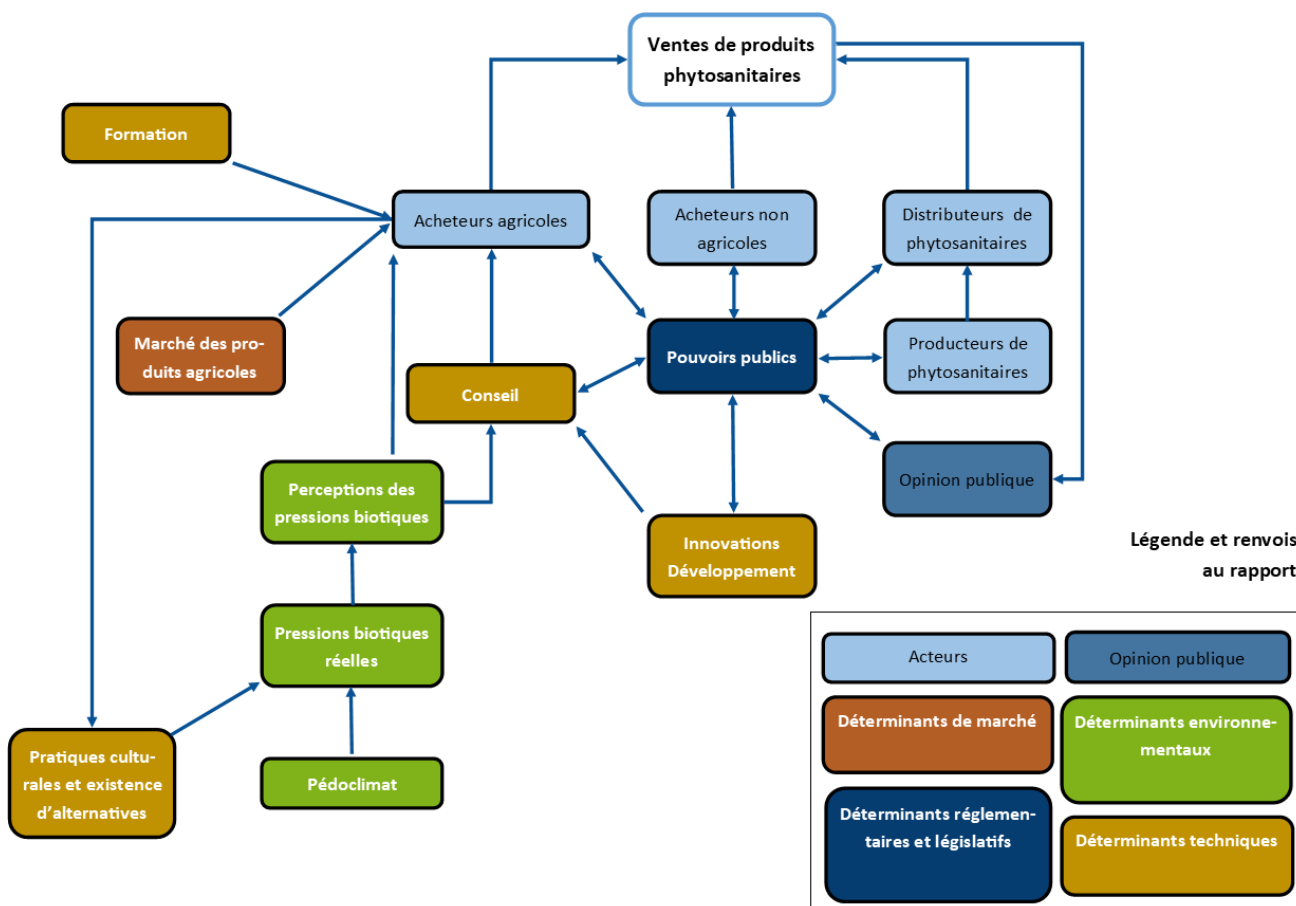 Ventes de produits
phytosanitaires
Formation
Acheteurs agricoles
Acheteurs non
agricoles
Distributeurs de
phytosanitaires
Marché des pro-
duits agricoles
Conseil
Pouvoirs publics
Producteurs de
phytosanitaires
Perceptions des
pressions biotiques
Opinion publique
Innovations
Développement
Pressions biotiques
réelles
Pratiques cultu-
rales et existence
d'alternatives
Pédoclimat
Légende et renvois
au rapport
Acteurs
Opinion publique
Déterminants de marché
Déterminants environne-
mentaux
Déterminants réglemen-
taires et législatifs
Déterminants techniques